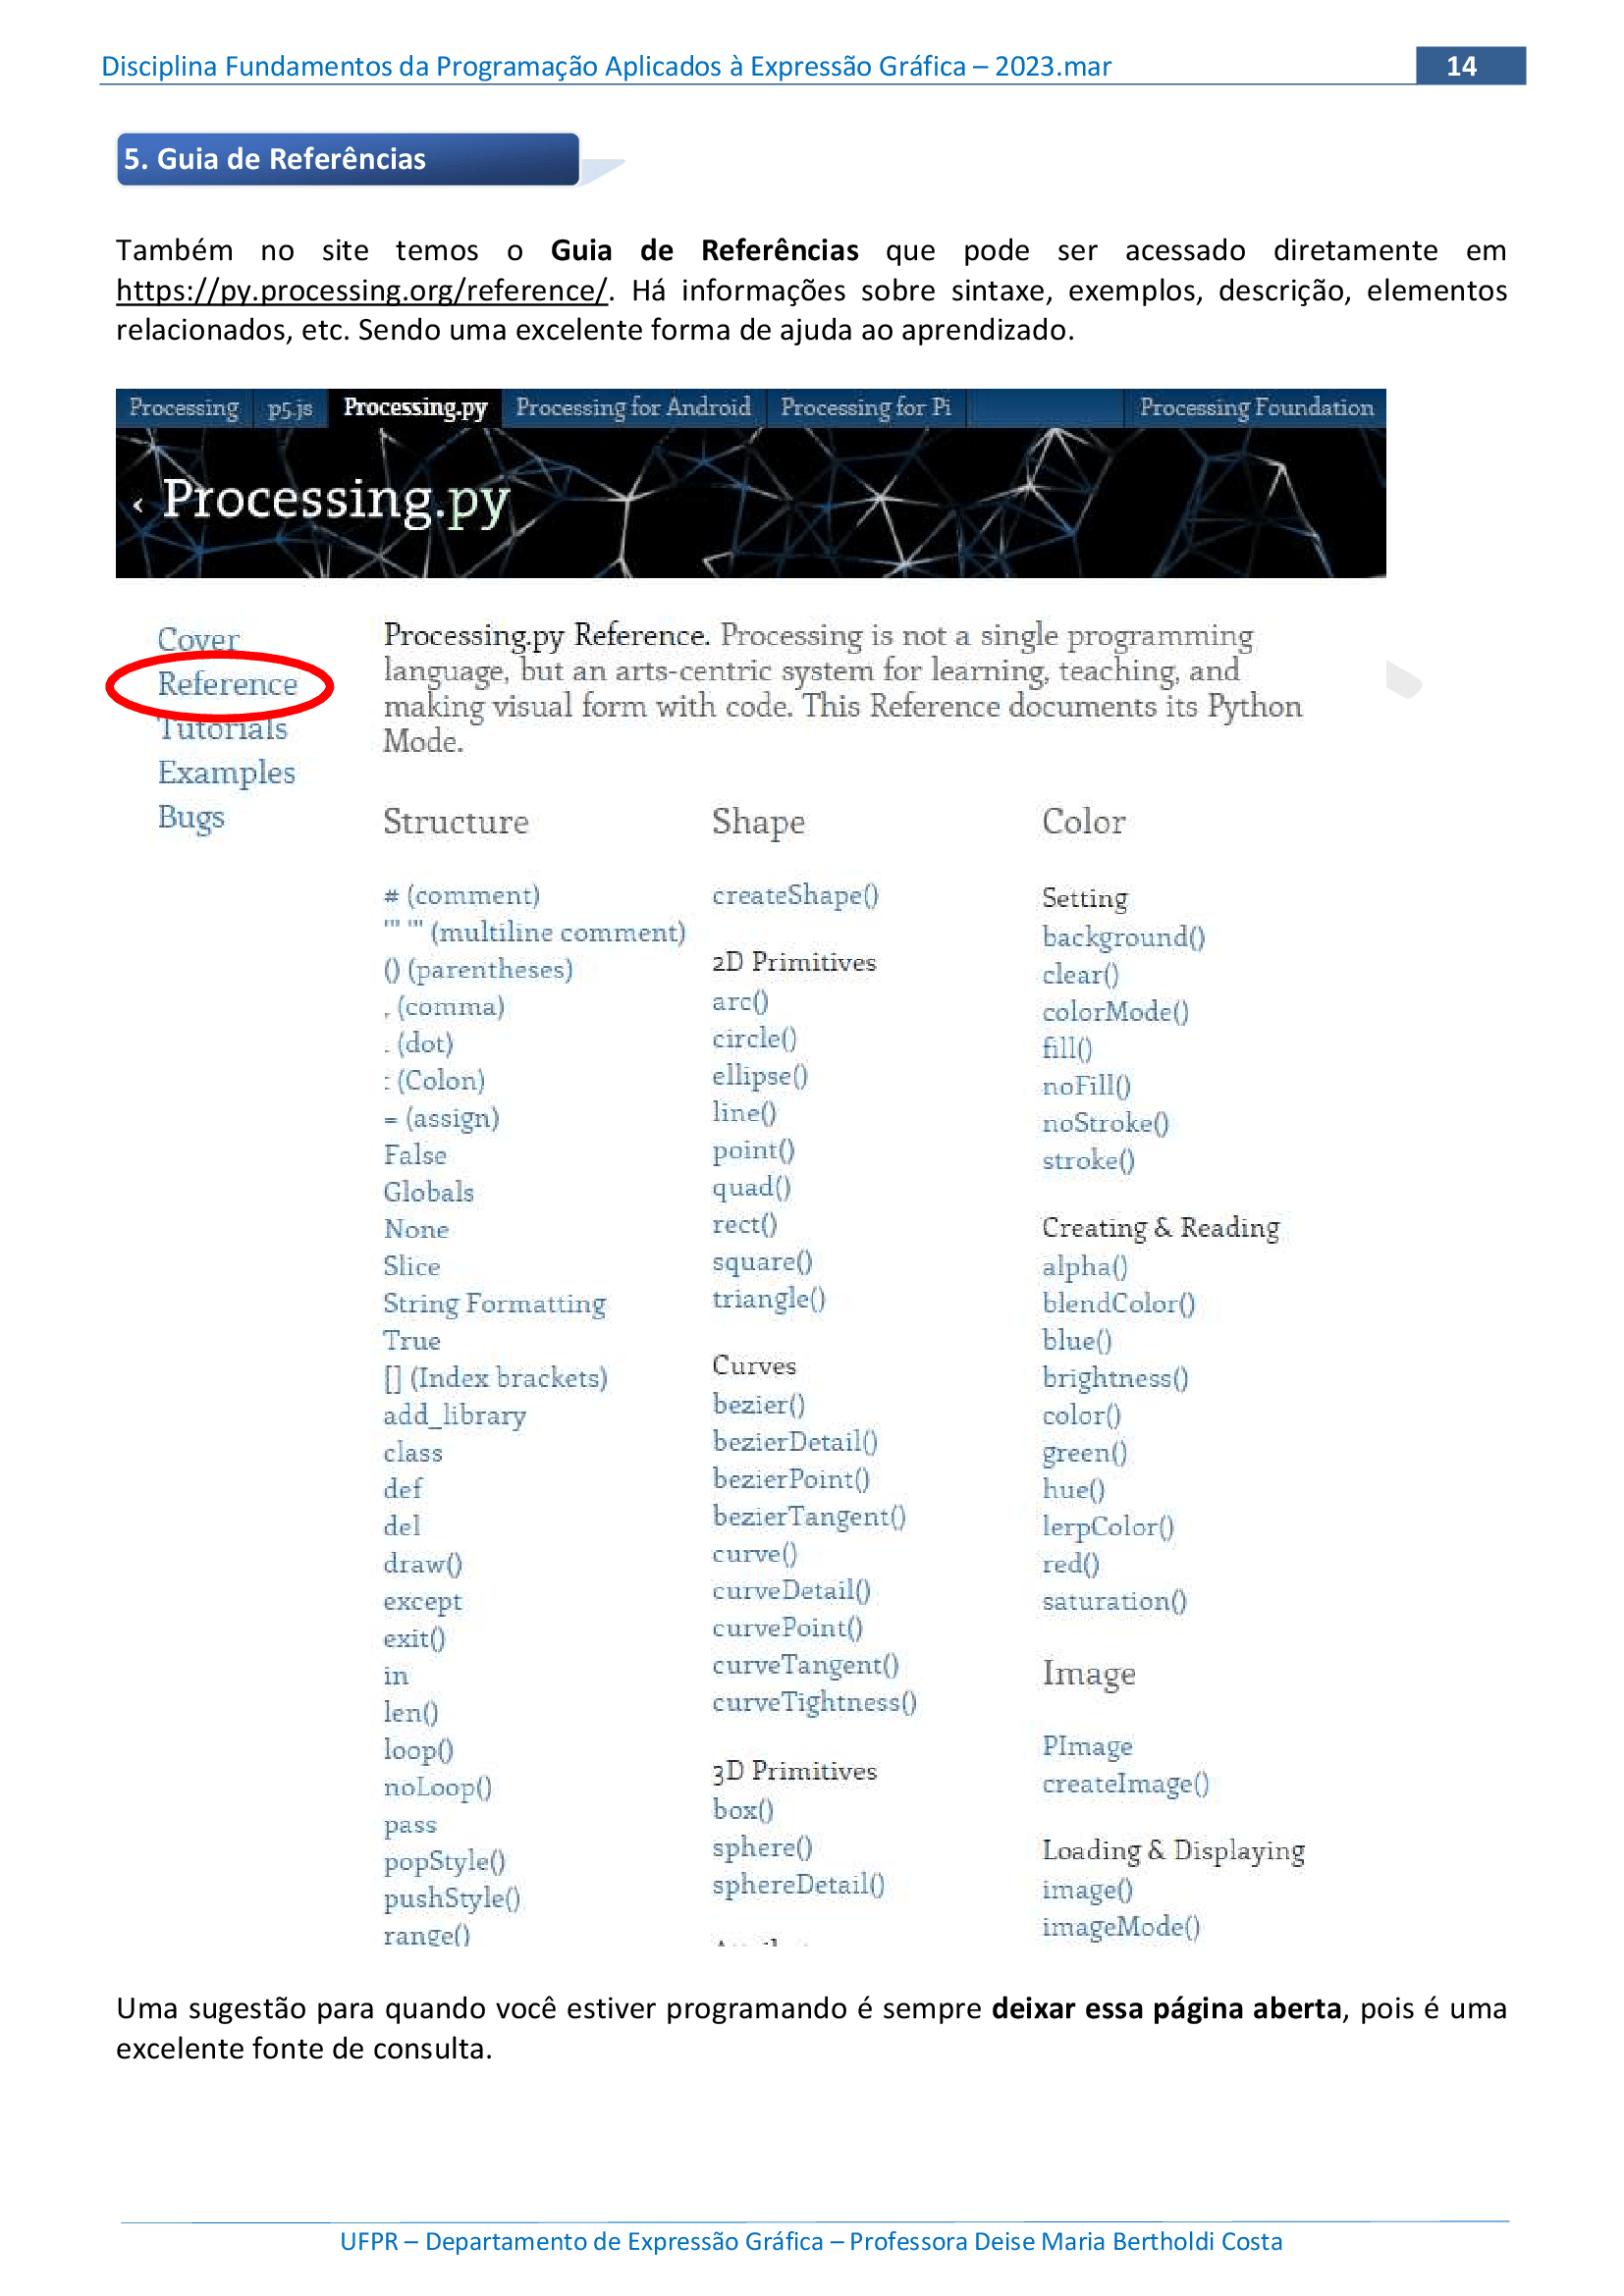 Disciplina Fundamentos da Programação Aplicados à Expressão Gráfica – 2023.mar
14
5. Guia de Referências
Também no site temos o Guia de Referências que pode ser acessado diretamente em
https://py.processing.org/reference/. Há informações sobre sintaxe, exemplos, descrição, elementos
relacionados, etc. Sendo uma excelente forma de ajuda ao aprendizado.
Processing p5.js Processing.py Processing for Android Processing for Pi Processing Foundation
‹ Processing.py
Cover
Reference
Tutorials
Examples
Bugs
Processing.py Reference. Processing is not a single programming
language, but an arts-centric system for learning, teaching, and
making visual form with code. This Reference documents its Python
Mode.
Structure
# (comment)
''' ''' (multiline comment)
() (parentheses)
, (comma)
. (dot)
: (Colon)
= (assign)
False
Globals
None
Slice
String Formatting
True
[] (Index brackets)
add_library
class
def
del
draw()
except
exit()
in
len()
loop()
noLoop()
pass
popStyle()
pushStyle()
range()
Shape
createShape()
2D Primitives
arc()
circle()
ellipse()
line()
point()
quad()
rect()
square()
triangle()
Curves
bezier()
bezierDetail()
bezierPoint()
bezierTangent()
curve()
curveDetail()
curvePoint()
curveTangent()
curveTightness()
3D Primitives
box()
sphere()
sphereDetail()
Color
Setting
background()
clear()
colorMode()
fill()
noFill()
noStroke()
stroke()
Creating & Reading
alpha()
blendColor()
blue()
brightness()
color()
green()
hue()
lerpColor()
red()
saturation()
Image
PImage
createImage()
Loading & Displaying
image()
imageMode()
Uma sugestão para quando você estiver programando é sempre deixar essa página aberta, pois é uma
excelente fonte de consulta.
UFPR – Departamento de Expressão Gráfica – Professora Deise Maria Bertholdi Costa